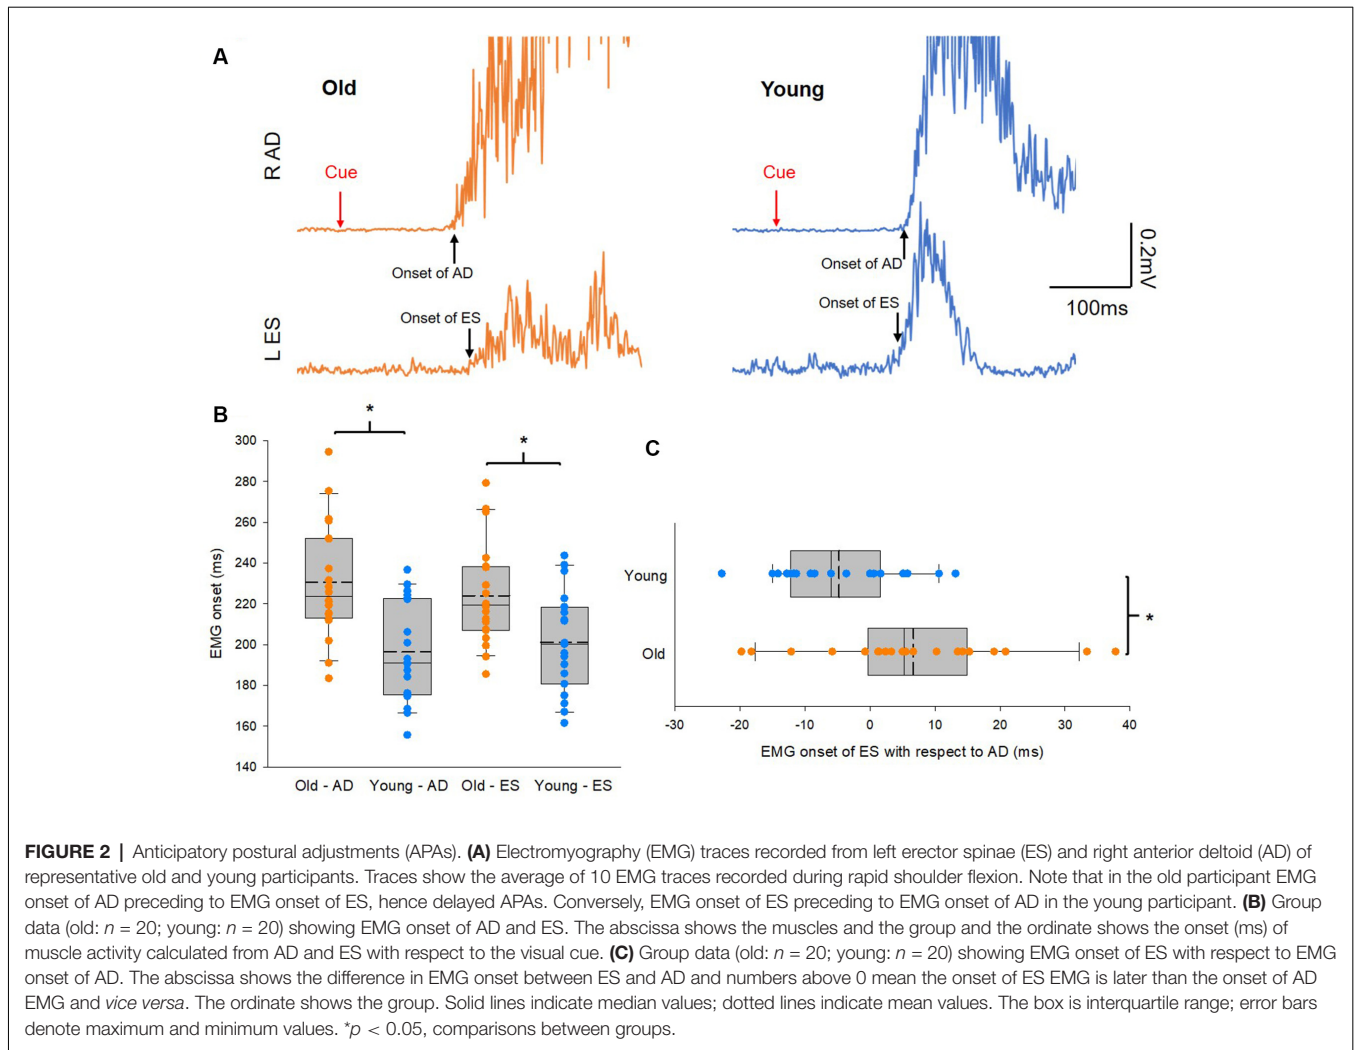 A
Old
Young
R AD
Cue
Cue
Onset of AD
Onset of AD
0.2mV
100ms
L ES
Onset of ES
Onset of ES
B
*
*
300
280
260
240
220
200
180
160
140
EMG onset (ms)
Old - AD Young - AD Old - ES Young - ES
C
Young
Old
*
-30 -20 -10 0 10 20 30 40
EMG onset of ES with respect to AD (ms)
FIGURE 2 | Anticipatory postural adjustments (APAs). (A) Electromyography (EMG) traces recorded from left erector spinae (ES) and right anterior deltoid (AD) of
representative old and young participants. Traces show the average of 10 EMG traces recorded during rapid shoulder flexion. Note that in the old participant EMG
onset of AD preceding to EMG onset of ES, hence delayed APAs. Conversely, EMG onset of ES preceding to EMG onset of AD in the young participant. (B) Group
data (old: n = 20; young: n = 20) showing EMG onset of AD and ES. The abscissa shows the muscles and the group and the ordinate shows the onset (ms) of
muscle activity calculated from AD and ES with respect to the visual cue. (C) Group data (old: n = 20; young: n = 20) showing EMG onset of ES with respect to EMG
onset of AD. The abscissa shows the difference in EMG onset between ES and AD and numbers above 0 mean the onset of ES EMG is later than the onset of AD
EMG and vice versa. The ordinate shows the group. Solid lines indicate median values; dotted lines indicate mean values. The box is interquartile range; error bars
denote maximum and minimum values. *p < 0.05, comparisons between groups.